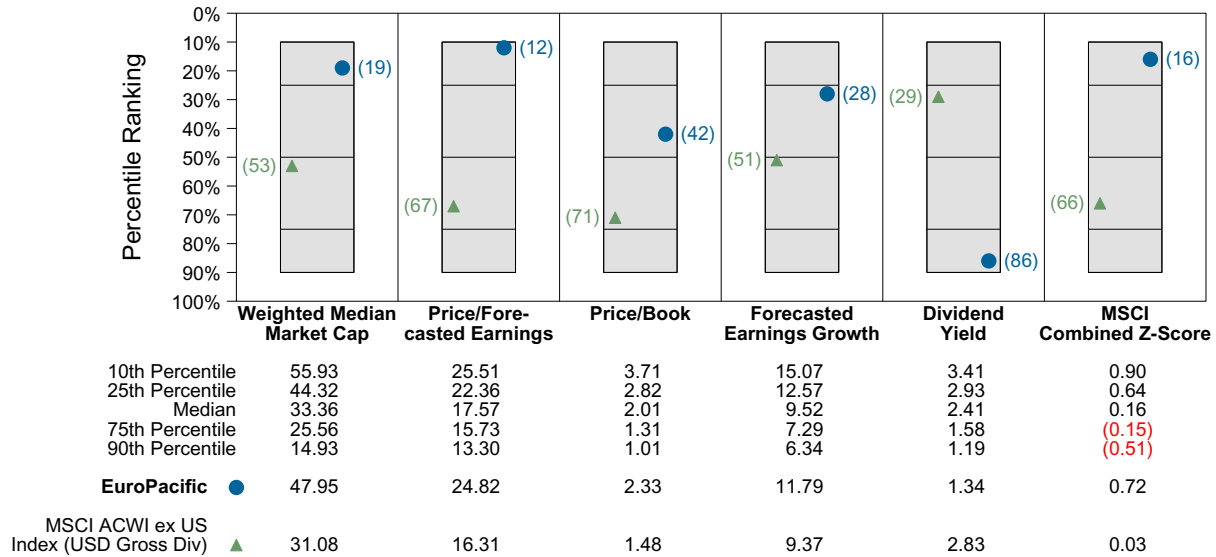 0%
10%
20%
30%
40%
50%
60%
70%
80%
90%
100%
Percentile Ranking
(19)
(53)
(12)
(67)
(42)
(71)
(28)
(51)
(29)
(86)
(16)
(66)
Weighted Median
Market Cap
Price/Fore-
casted Earnings
Price/Book
Forecasted
Earnings Growth
Dividend
Yield
MSCI
Combined Z-Score
10th Percentile 55.93 25.51 3.71 15.07 3.41 0.90
25th Percentile 44.32 22.36 2.82 12.57 2.93 0.64
Median 33.36 17.57 2.01 9.52 2.41 0.16
75th Percentile 25.56 15.73 1.31 7.29 1.58 (0.15)
90th Percentile 14.93 13.30 1.01 6.34 1.19 (0.51)
EuroPacific 47.95 24.82 2.33 11.79 1.34 0.72
MSCI ACWI ex US
Index (USD Gross Div) 31.08 16.31 1.48 9.37 2.83 0.03